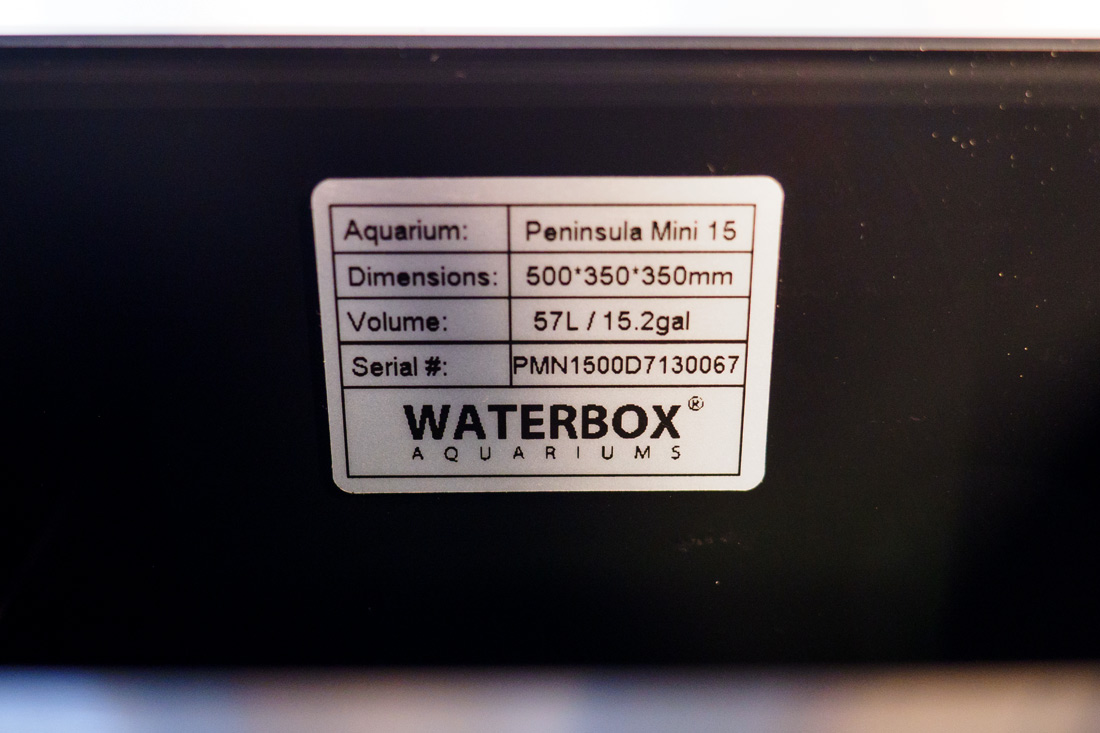 Aquarium: Peninsula Mini 15
Dimensions: 500*350*350mm
Volume: 57L / 15.2gal
Serial #: PMN1500D7130067
WATERBOX®
AQUARIUMS